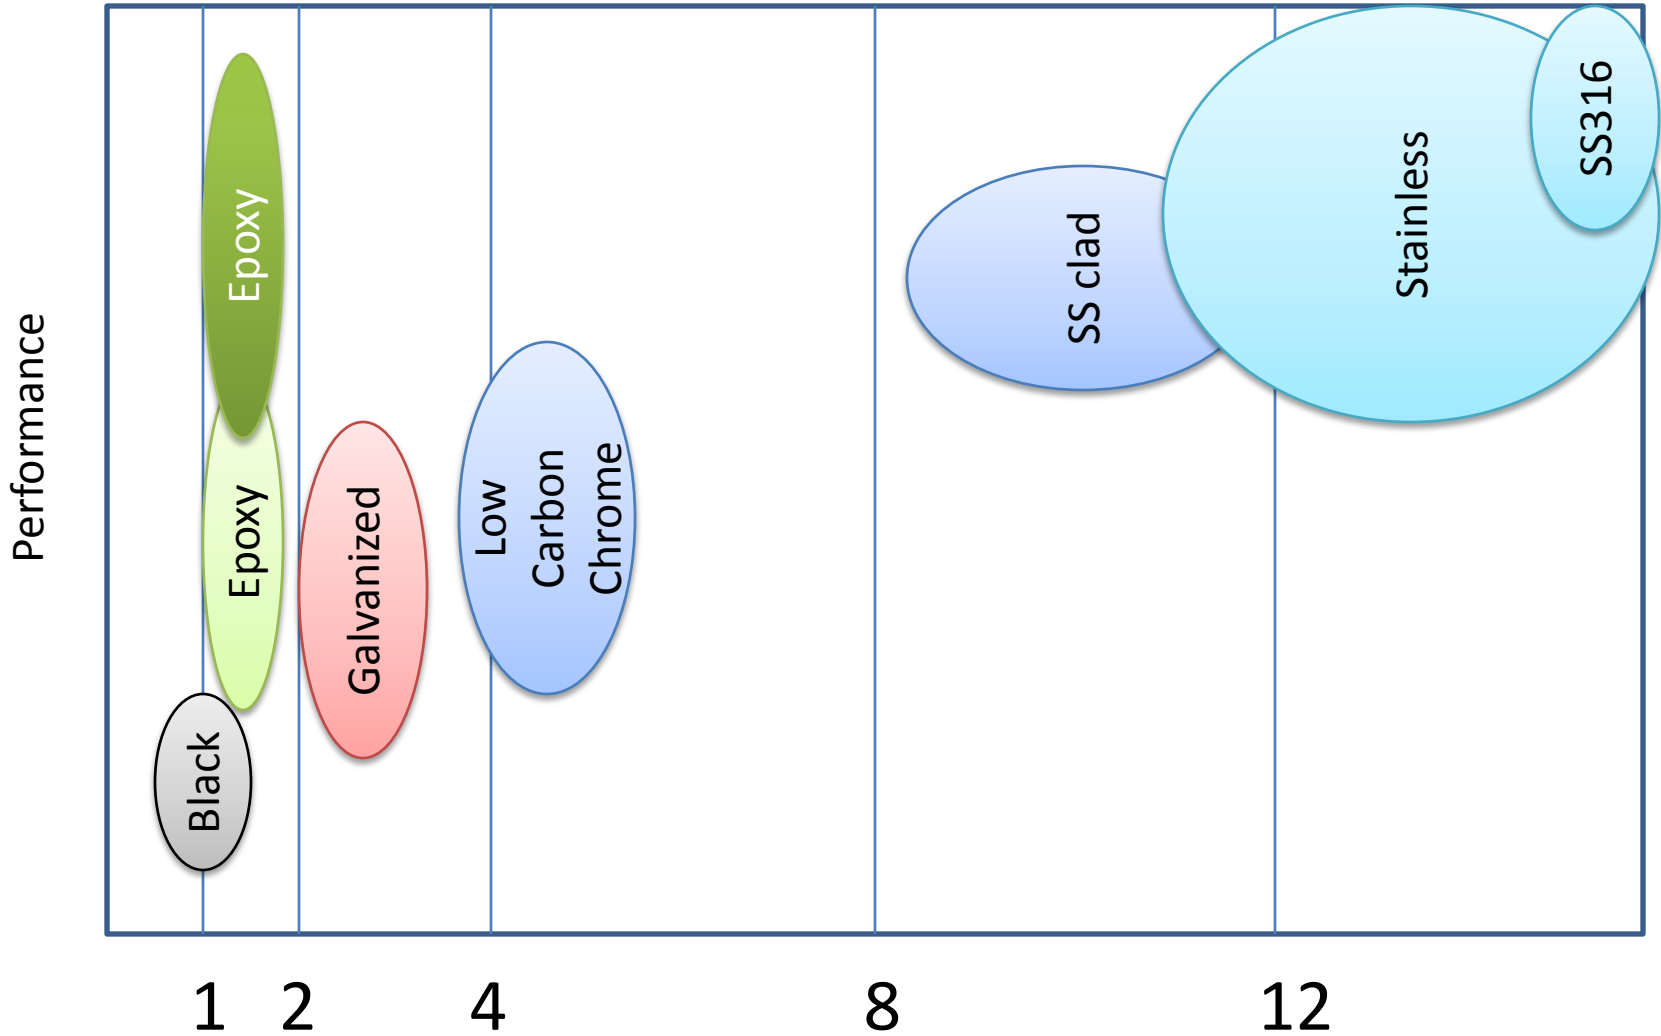 Performance
Epoxy
Epoxy
Black
Galvanized
Low
Carbon
Chrome
SS clad
Stainless
SS316
1 2 4 8 12